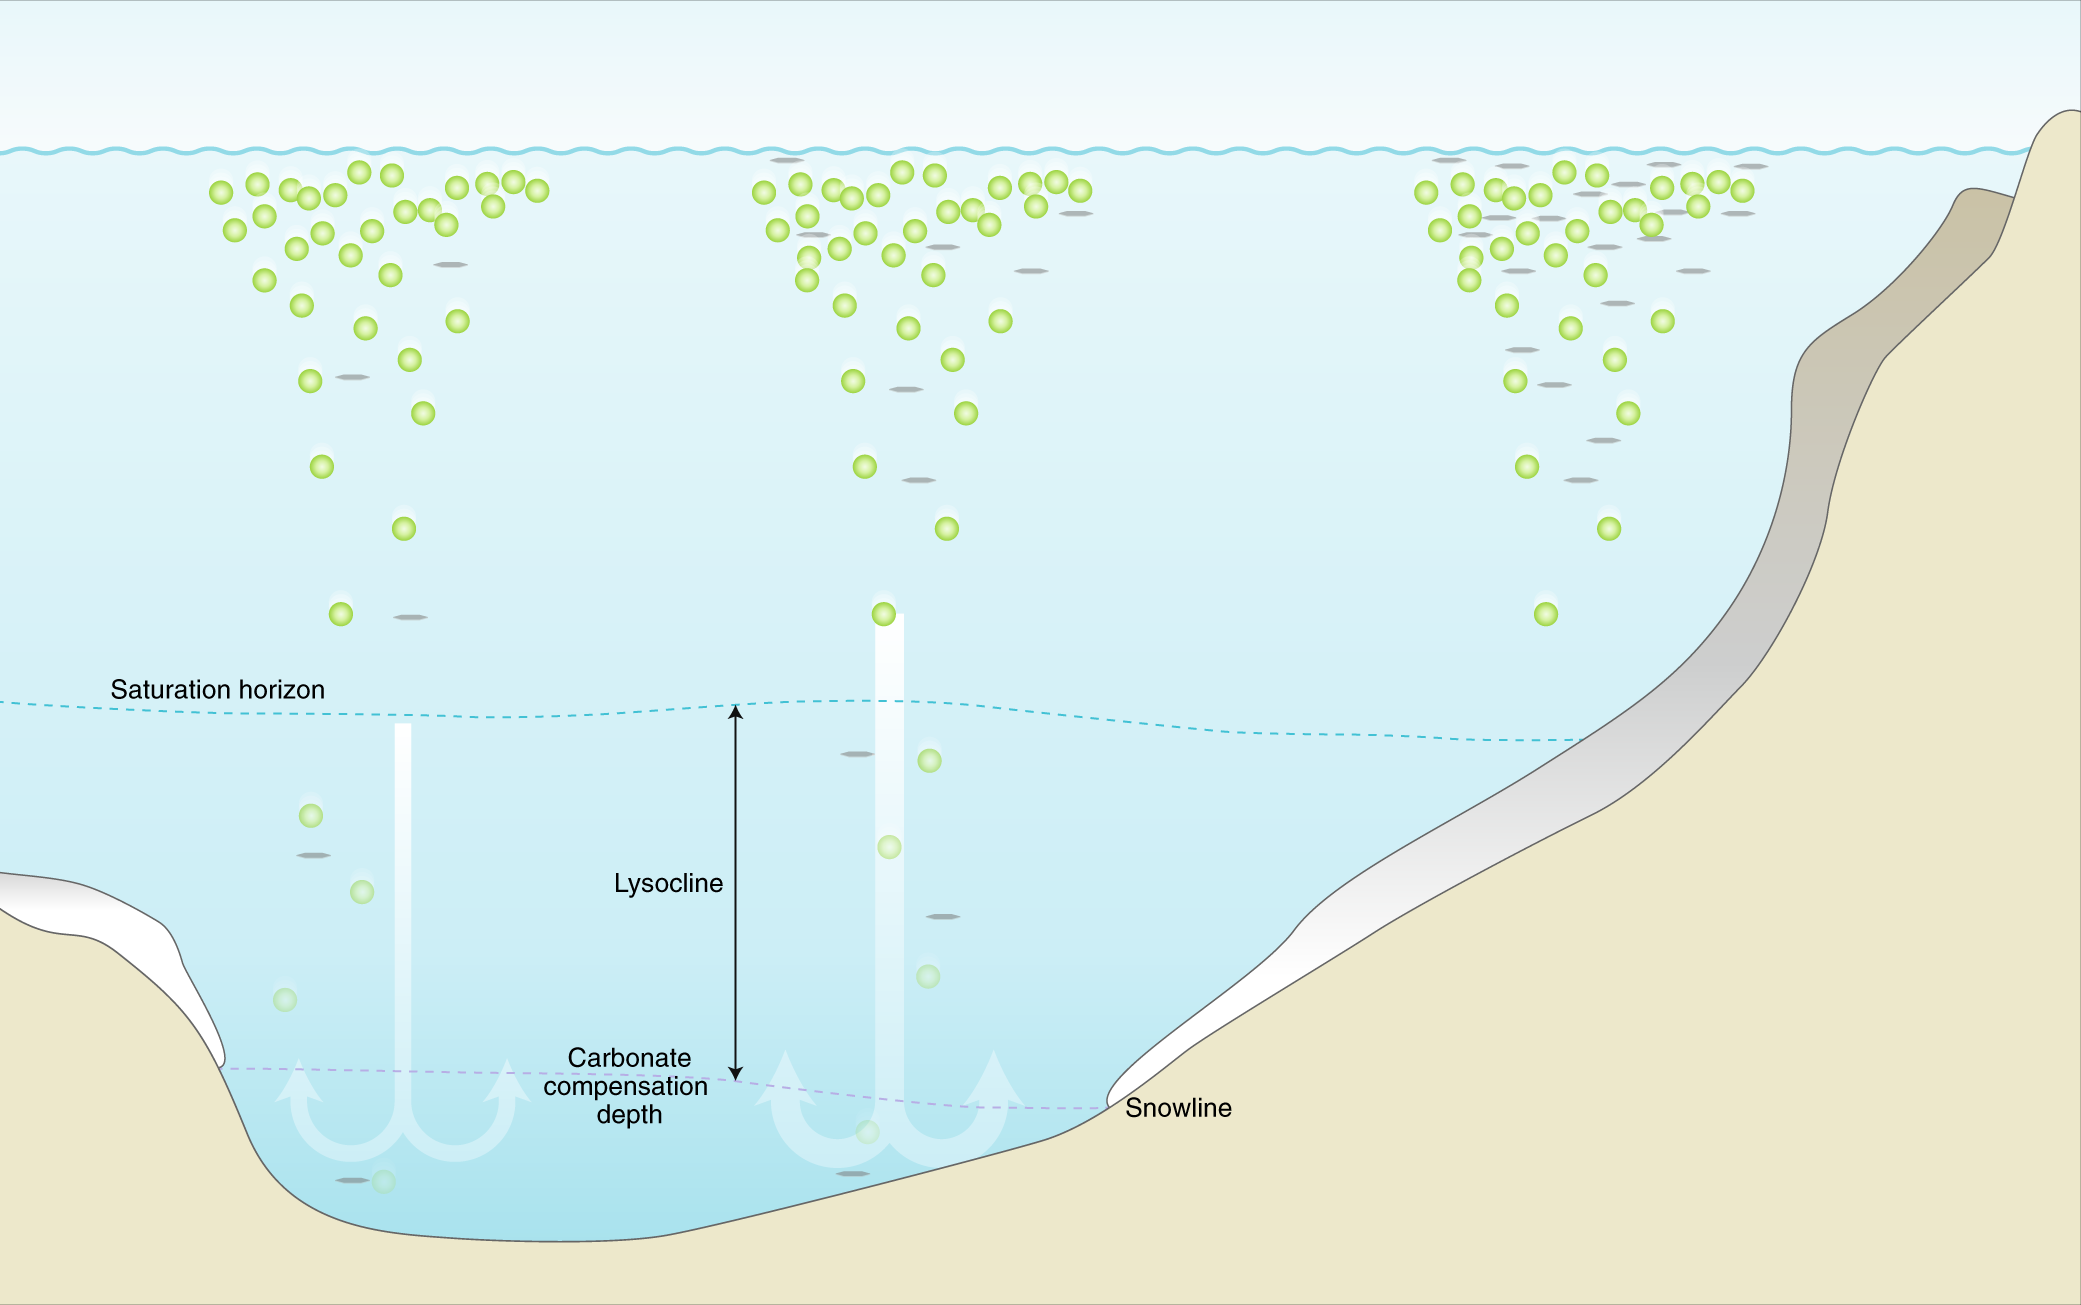 Saturation horizon
Lysocline
Carbonate
compensation
depth
Snowline